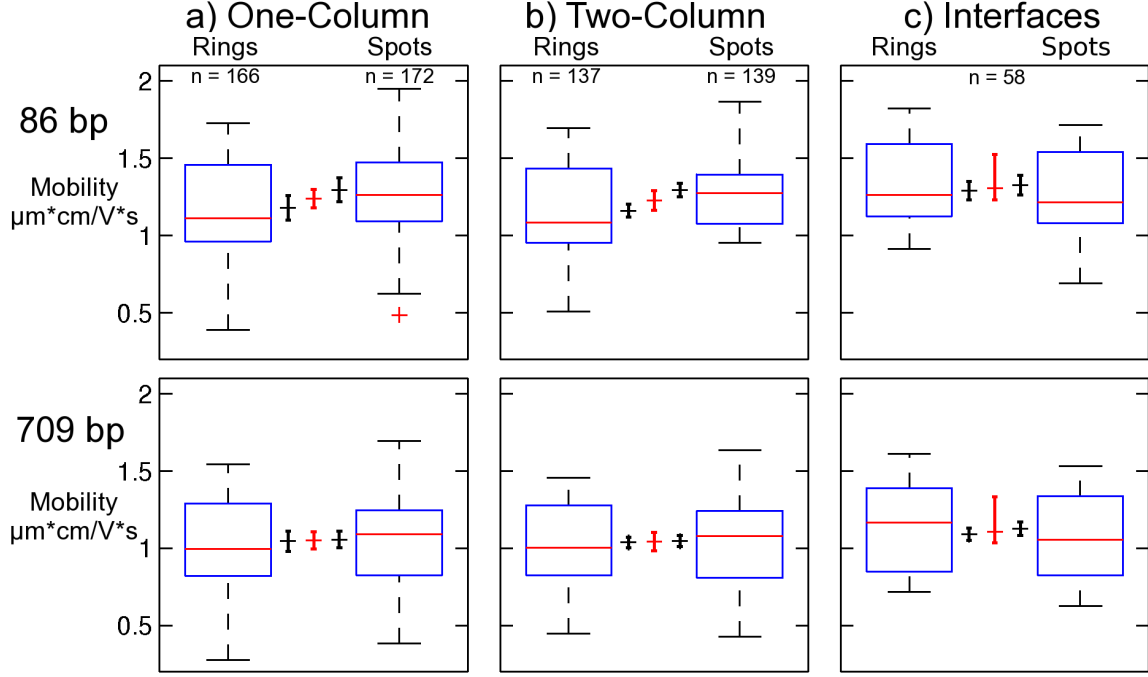 a) One-Column b) Two-Column c) Interfaces
Rings Spots Rings Spots Rings Spots
n = 166 n = 172 n = 137 n = 139 n = 58
86 bp
Mobility
µm*cm/V*s
2
1.5
1
0.5
709 bp
Mobility
µm*cm/V*s
2
1.5
1
0.5